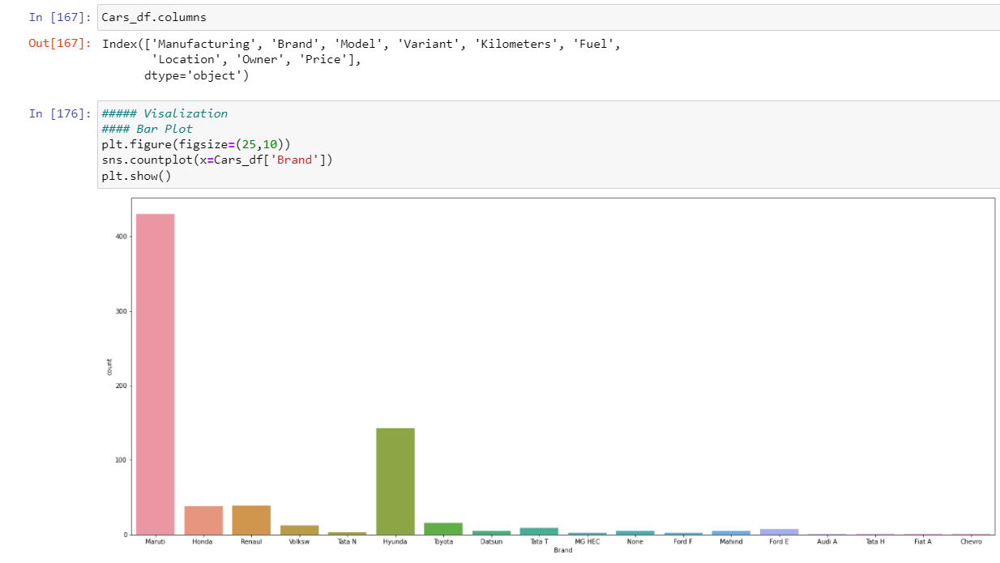 In [167]: Cars_df.columns
Out[167]: Index(['Manufacturing', 'Brand', 'Model', 'Variant', 'Kilometers', 'Fuel',
'Location', 'Owner', 'Price'],
dtype='object')
In [176]: ##### Visalization
#### Bar Plot
plt.figure(figsize=(25,10))
sns.countplot(x=Cars_df['Brand'])
plt.show()
400
300
count
200
100
0
Maruti Honda Renaul Volksw Tata N Hyunda Toyota Datsun Tata T MG HEC None Ford F Mahind Ford E Audi A Tata H Fiat A Chevro
Brand